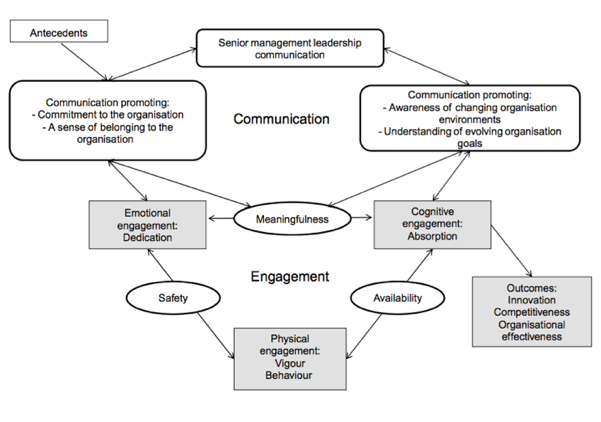 Antecedents
Senior management leadership
communication
Communication promoting:
- Commitment to the organisation
- A sense of belonging to the
organisation
Communication
Communication promoting:
- Awareness of changing organisation
environments
- Understanding of evolving organisation
goals
Emotional
engagement:
Dedication
Meaningfulness
Cognitive
engagement:
Absorption
Engagement
Safety
Availability
Outcomes:
Innovation
Competitiveness
Organisational
effectiveness
Physical
engagement:
Vigour
Behaviour